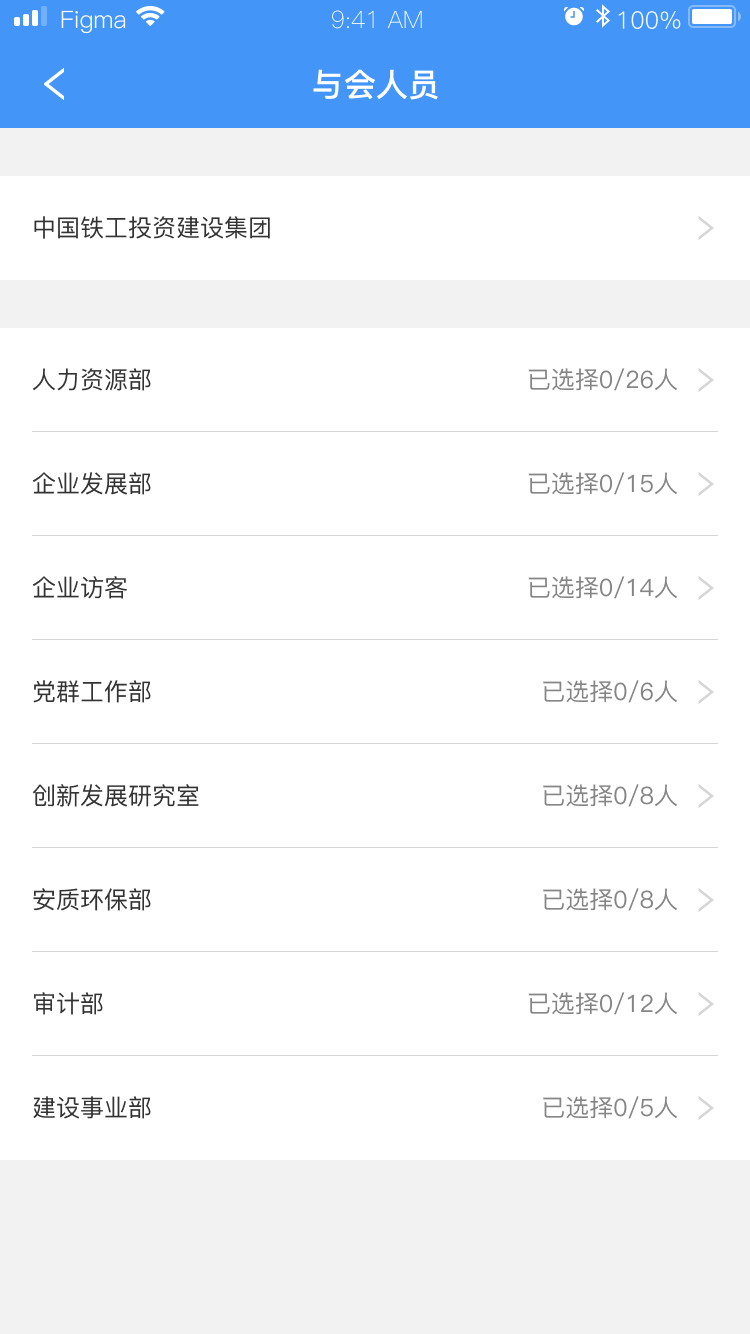 Figma 9:41 AM 100%
与会人员
中国铁工投资建设集团
人力资源部 已选择0/26人
企业发展部 已选择0/15人
企业访客 已选择0/14人
党群工作部 已选择0/6人
创新发展研究室 已选择0/8人
安质环保部 已选择0/8人
审计部 已选择0/12人
建设事业部 已选择0/5人